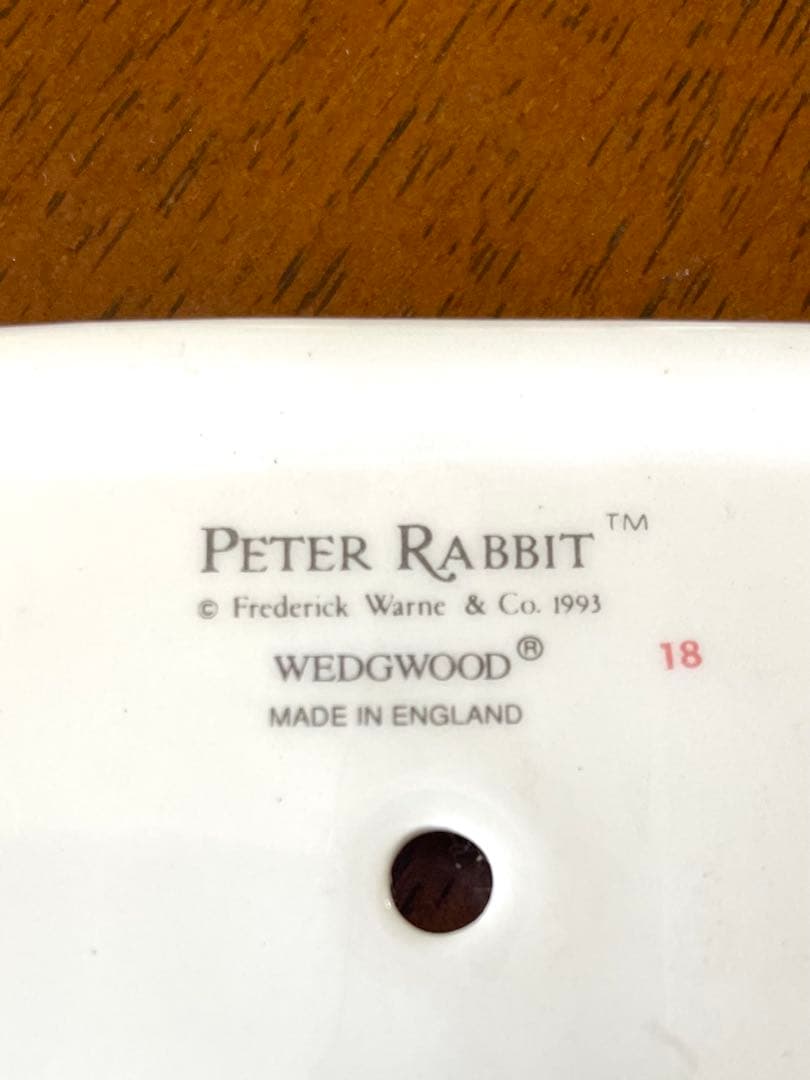 PETER RABBIT™
© Frederick Warne & Co. 1993
WEDGWOOD®
18
MADE IN ENGLAND